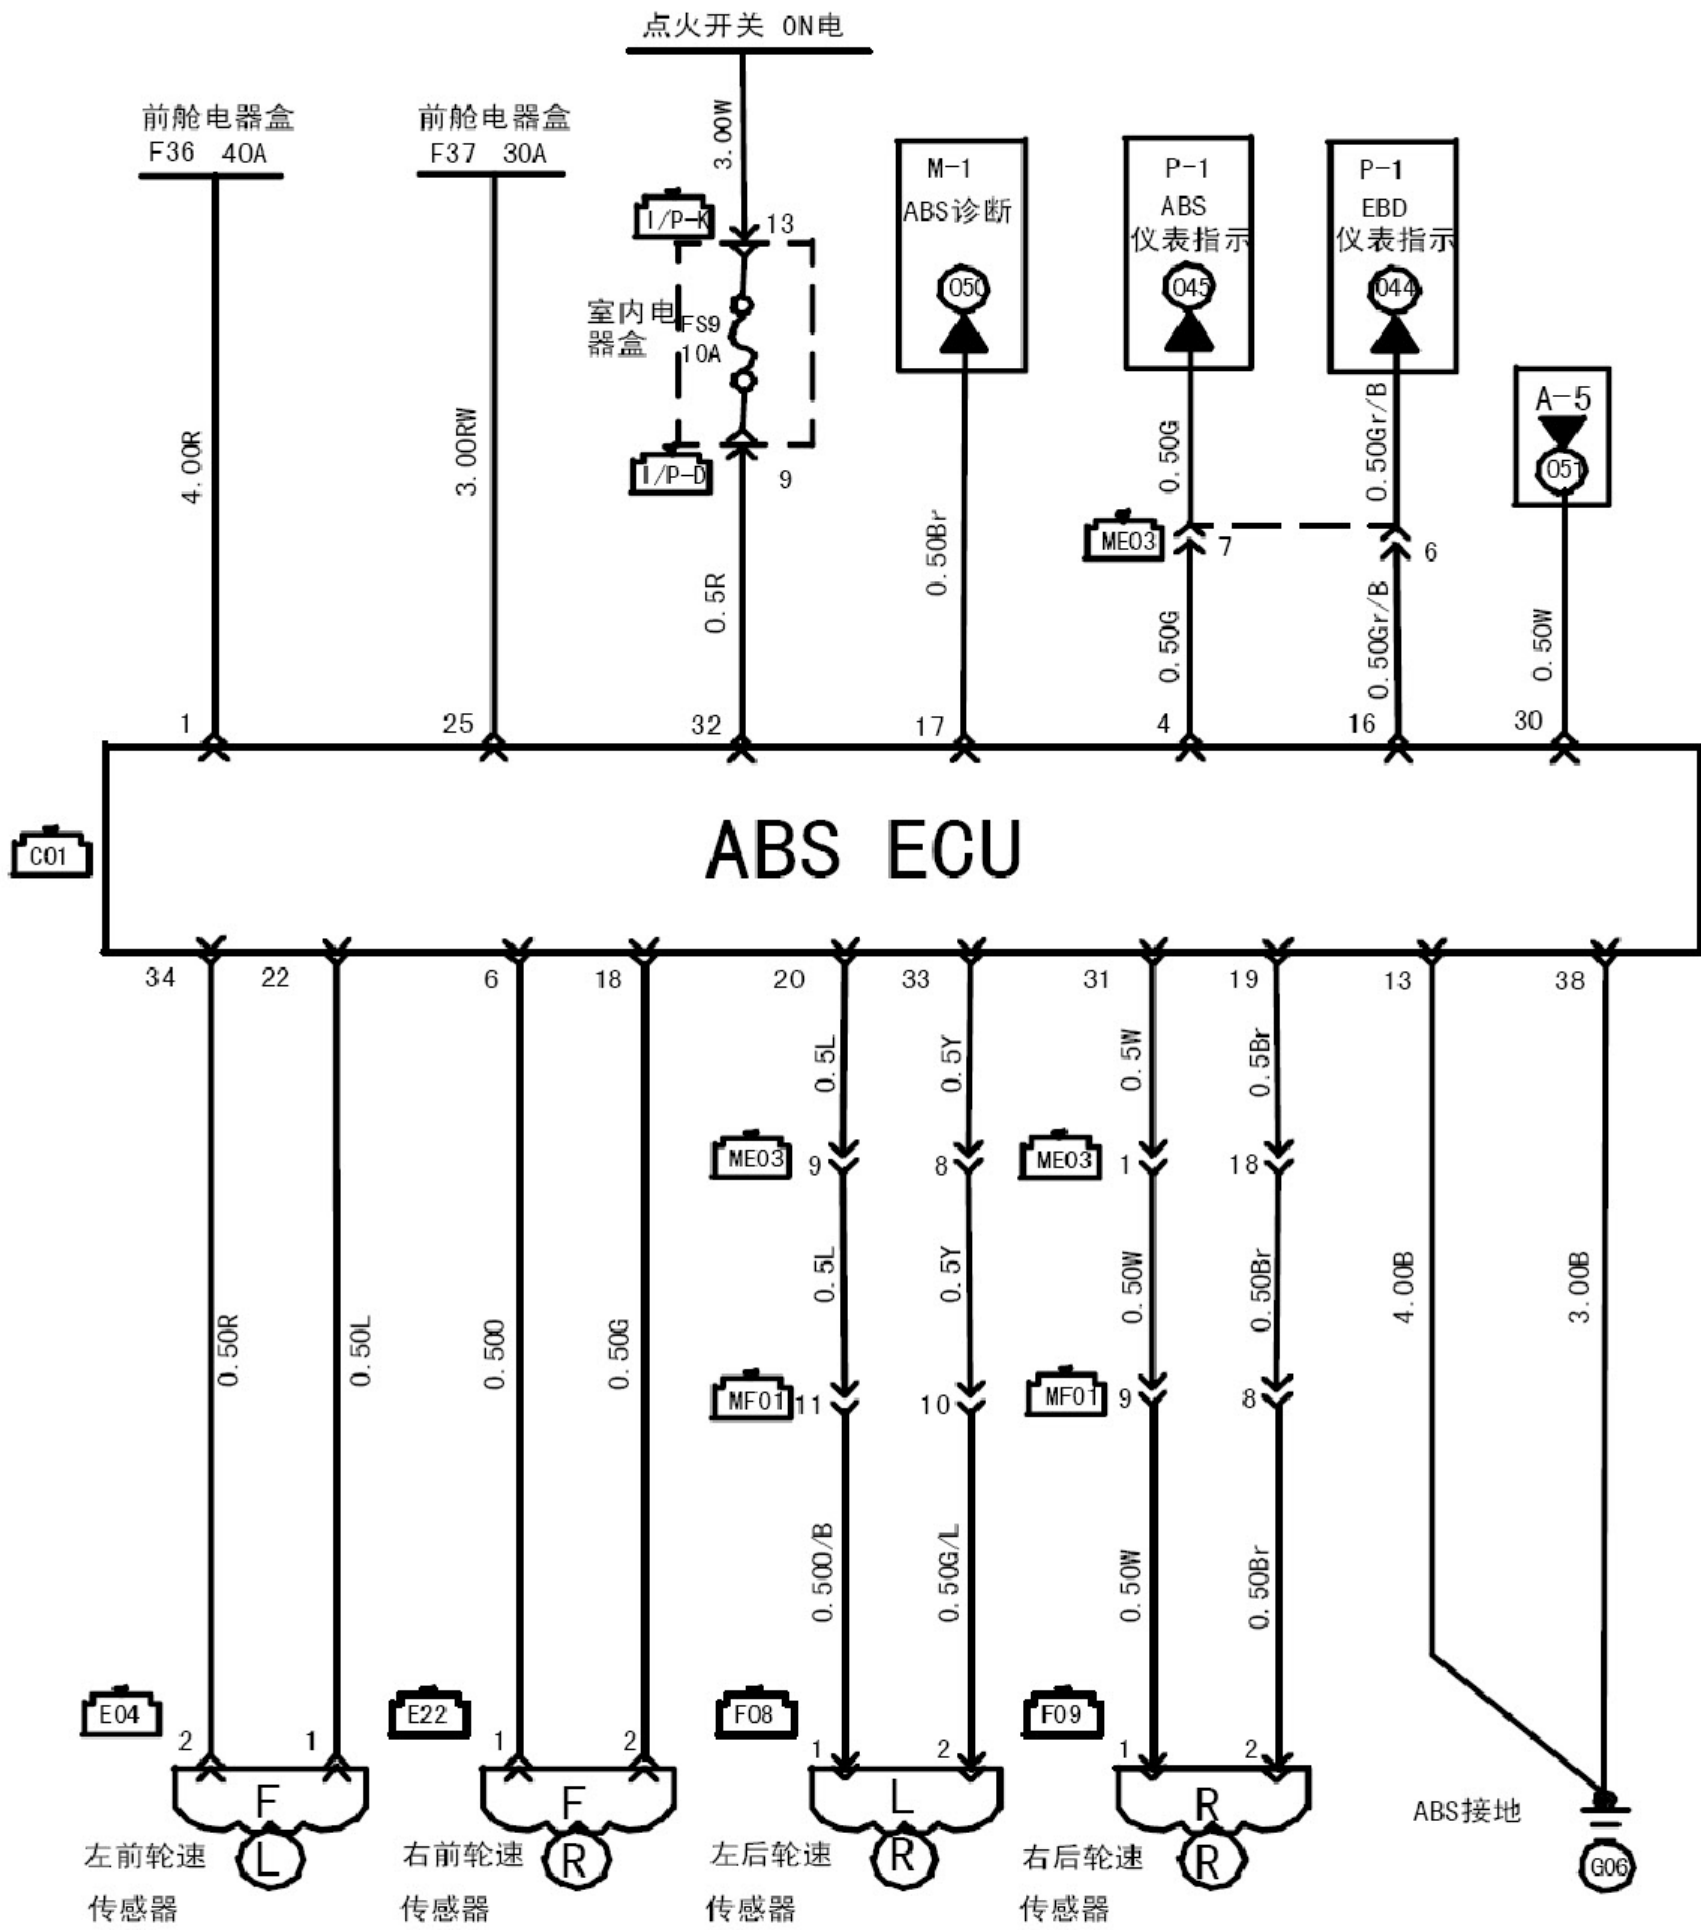 点火开关 ON电
前舱电器盒
F36 40A
前舱电器盒
F37 30A
3.00W
I/P-K
13
室内电
器盒
FS9
10A
I/P-D
9
M-1
ABS诊断
050
P-1
ABS
仪表指示
045
P-1
EBD
仪表指示
044
A-5
051
4.00R
3.00RW
0.5R
0.50Br
0.50G
0.50Gr/B
ME03
7
6
0.50G
0.50Gr/B
0.50W
1
25
32
17
4
16
30
C01
ABS ECU
34
22
6
18
20
33
31
19
13
38
0.5L
0.5Y
0.5W
0.5Br
ME03
9
8
ME03
1
18
0.50R
0.50L
0.50O
0.50G
0.5L
0.5Y
0.50W
0.50Br
4.00B
3.00B
MF01
11
10
MF01
9
8
0.50O/B
0.50G/L
0.50W
0.50Br
E04
2
1
E22
1
2
F08
1
2
F09
1
2
F
L
左前轮速
传感器
F
R
右前轮速
传感器
L
R
左后轮速
传感器
R
R
右后轮速
传感器
ABS接地
G06